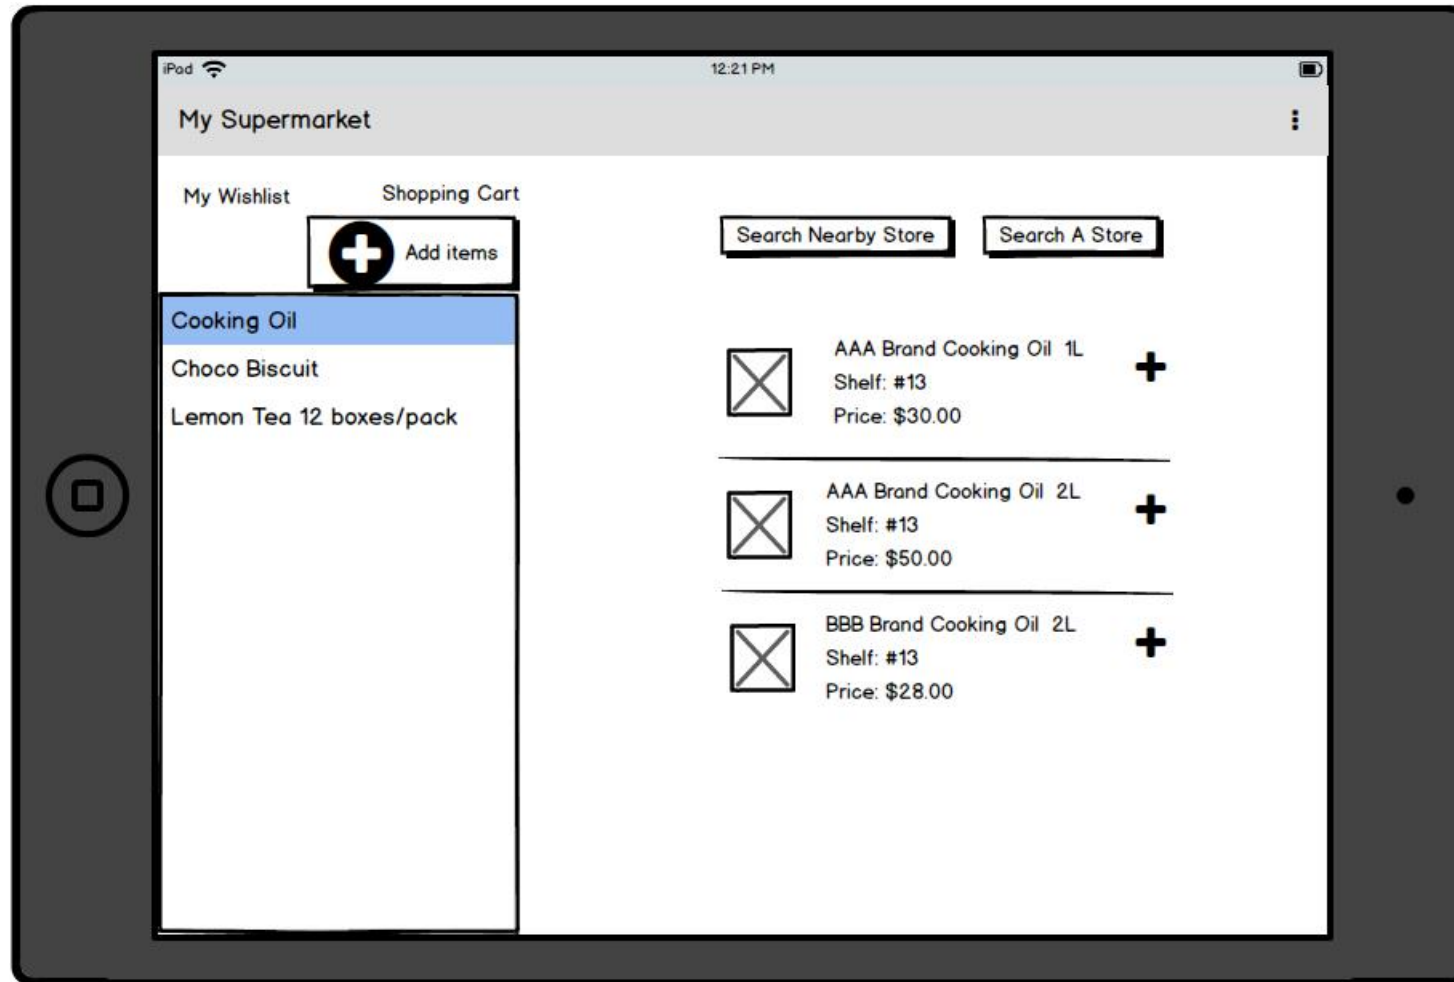 iPad
12:21 PM
My Supermarket
My Wishlist
Shopping Cart
Add items
Search Nearby Store
Search A Store
Cooking Oil
Choco Biscuit
Lemon Tea 12 boxes/pack
AAA Brand Cooking Oil 1L
Shelf: #13
Price: $30.00
AAA Brand Cooking Oil 2L
Shelf: #13
Price: $50.00
BBB Brand Cooking Oil 2L
Shelf: #13
Price: $28.00